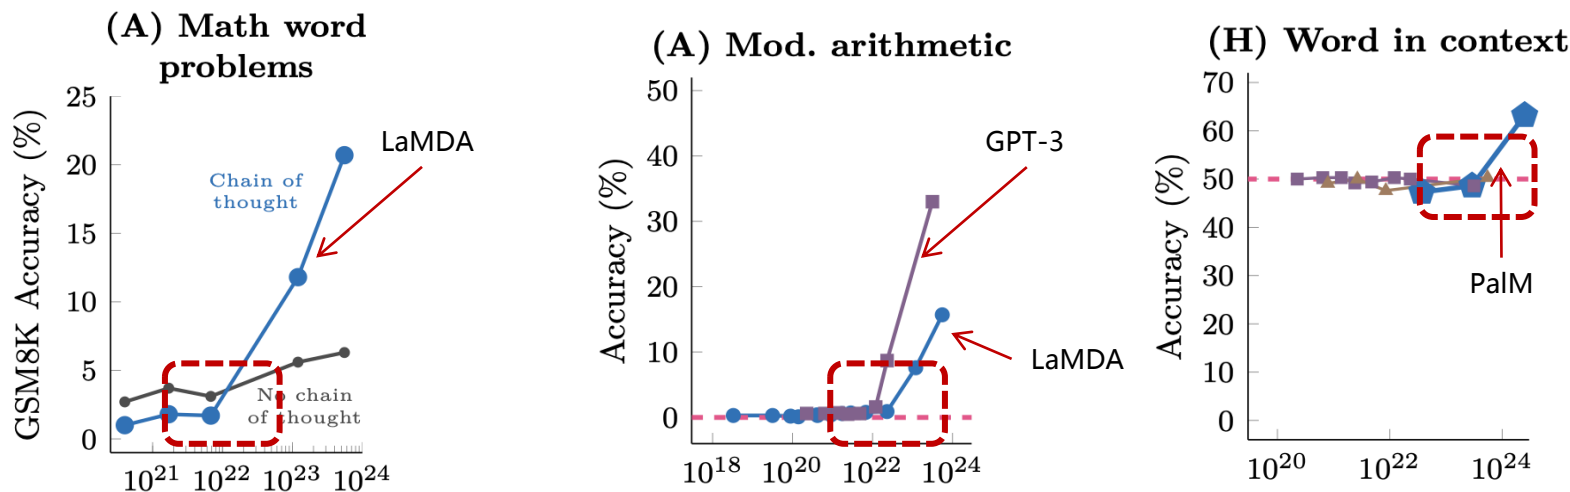 (A) Math word
problems
GSM8K Accuracy (%)
25
20
15
10
5
0
10^21
10^22
10^23
10^24
Chain of
thought
No chain
of thought
LaMDA
(A) Mod. arithmetic
Accuracy (%)
50
40
30
20
10
0
10^18
10^20
10^22
10^24
GPT-3
LaMDA
(H) Word in context
Accuracy (%)
70
60
50
40
30
20
10
0
10^20
10^22
10^24
PalM